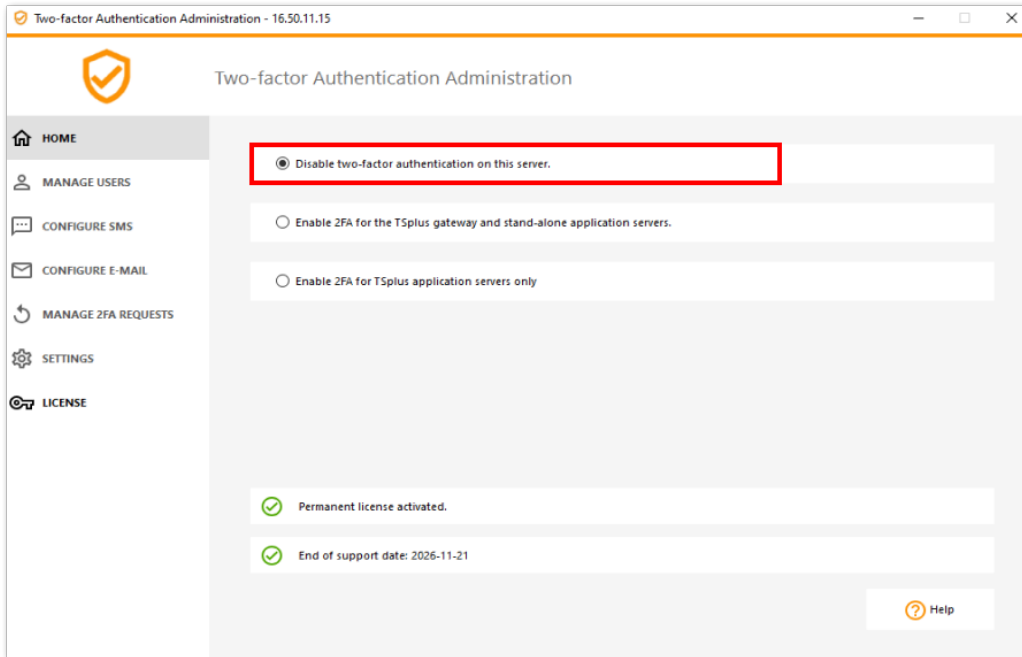 Two-factor Authentication Administration - 16.50.11.15
Two-factor Authentication Administration
HOME
MANAGE USERS
CONFIGURE SMS
CONFIGURE E-MAIL
MANAGE 2FA REQUESTS
SETTINGS
LICENSE
Disable two-factor authentication on this server.
Enable 2FA for the TSplus gateway and stand-alone application servers.
Enable 2FA for TSplus application servers only
Permanent license activated.
End of support date: 2026-11-21
Help